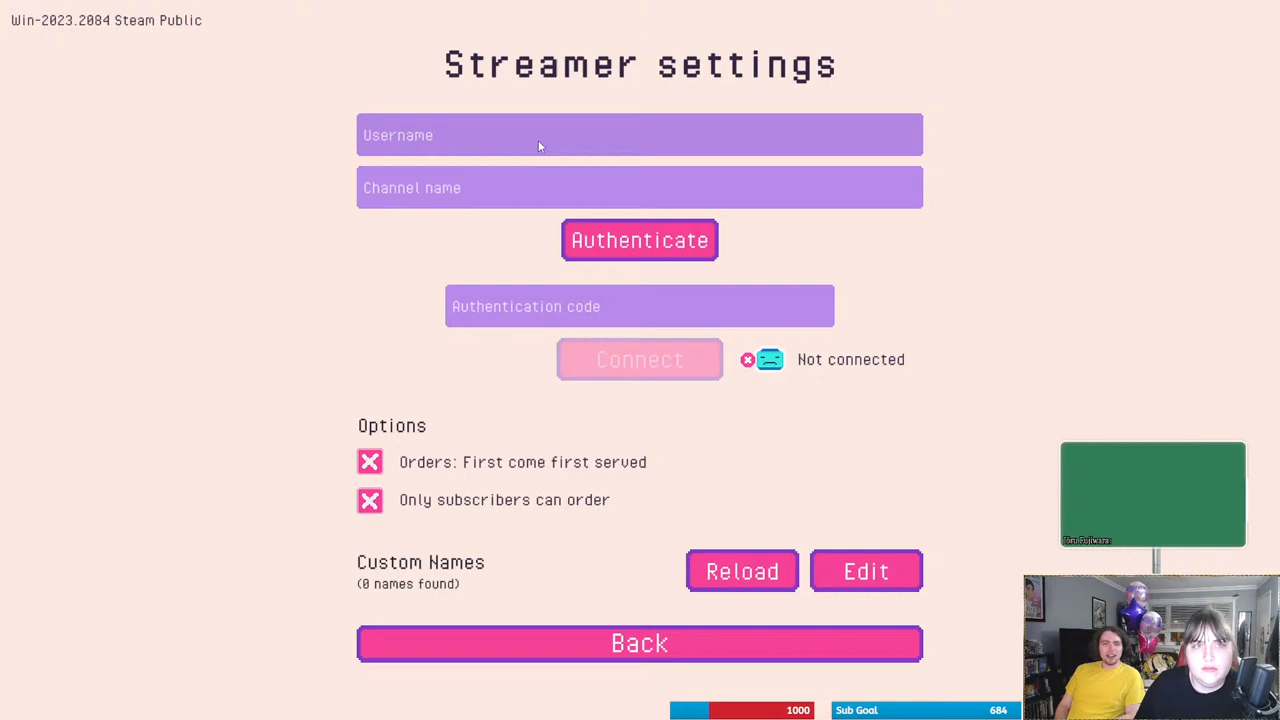 Win-2023.2084 Steam Public
Streamer settings
Username
Channel name
Authenticate
Authentication code
Connect
Not connected
Options
Orders: First come first served
Only subscribers can order
Custom Names
(0 names found)
Reload
Edit
Back
Fujiwara
1000
Sub Goal
684